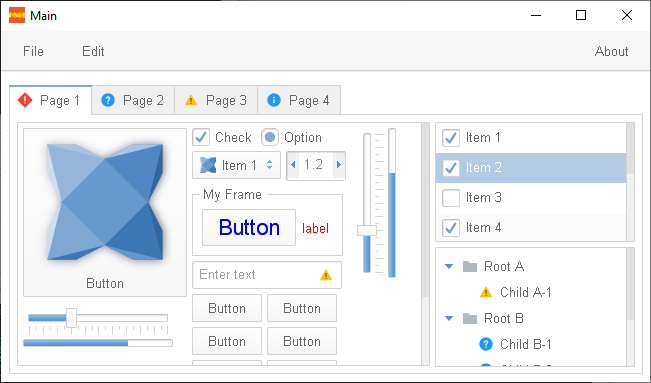 Main
File Edit About
Page 1 Page 2 Page 3 Page 4
Check Option
Item 1 1.2
My Frame
Button label
Button
Enter text
Button Button
Button Button
Item 1
Item 2
Item 3
Item 4
Root A
Child A-1
Root B
Child B-1